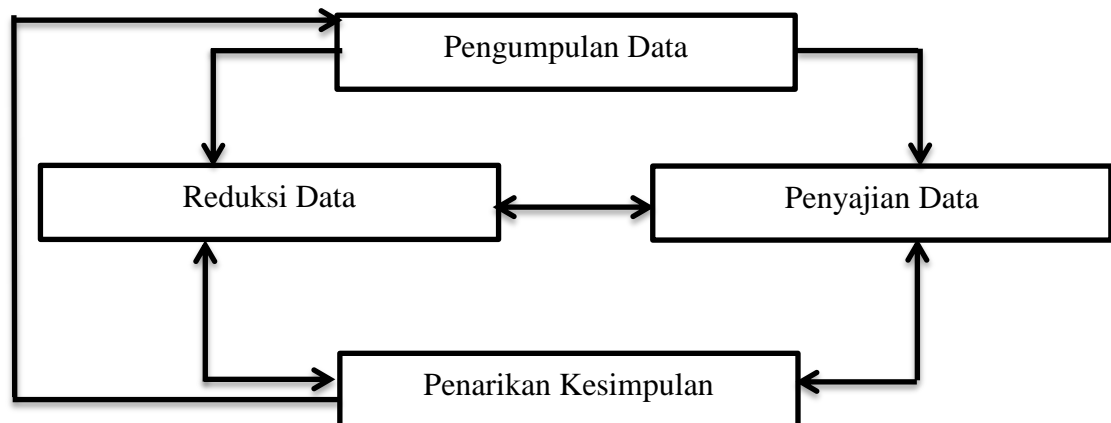 Pengumpulan Data
Reduksi Data
Penyajian Data
Penarikan Kesimpulan